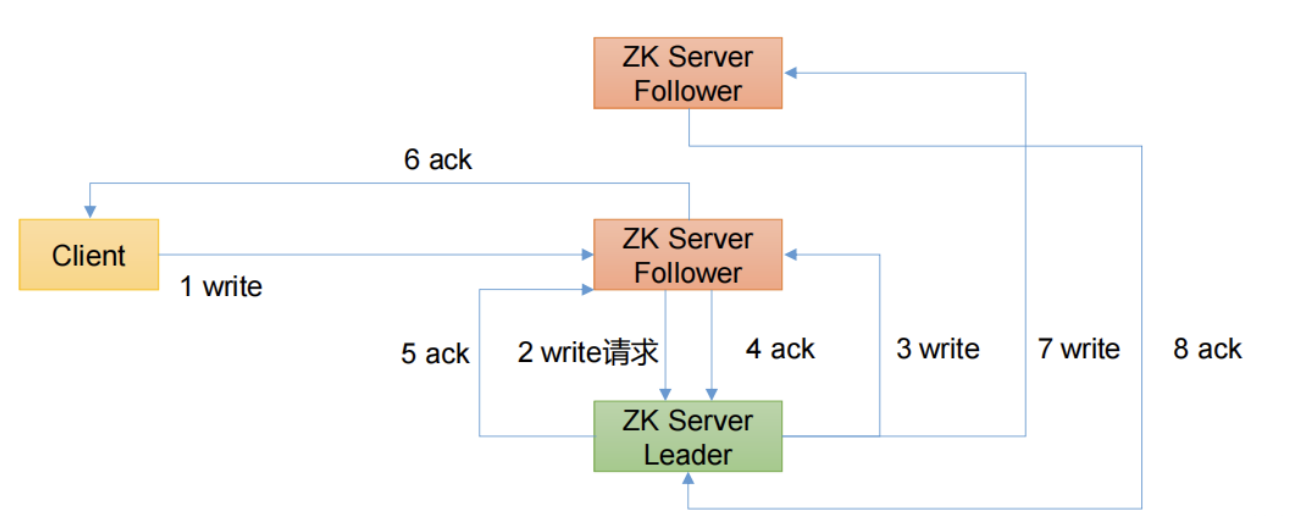 ZK Server
Follower
6 ack
Client
ZK Server
Follower
1 write
5 ack
2 write请求
4 ack
3 write
7 write
8 ack
ZK Server
Leader